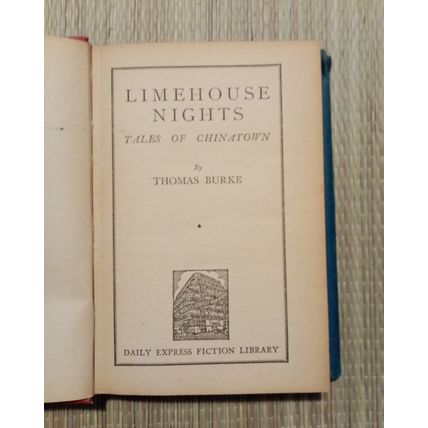 LIMEHOUSE
NIGHTS
TALES OF CHINATOWN
By
THOMAS BURKE
DAILY EXPRESS FICTION LIBRARY